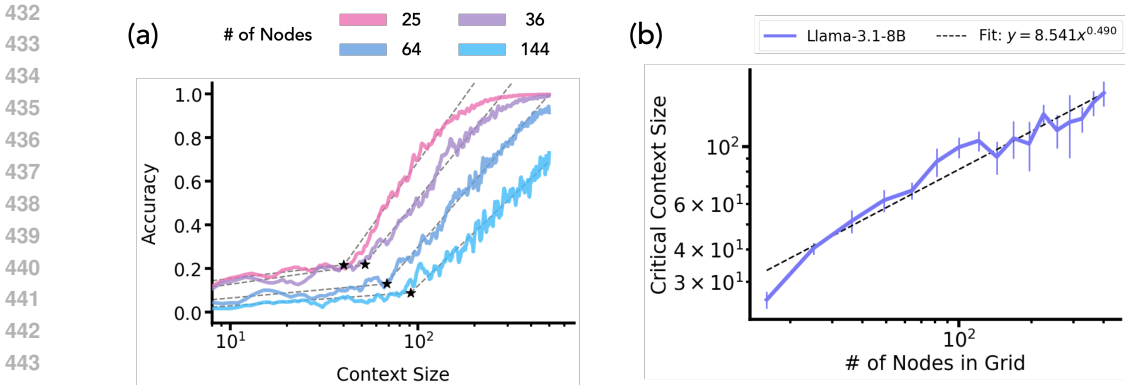 432
433
434
435
436
437
438
439
440
441
442
443
(a)
# of Nodes
25
36
64
144
Accuracy
1.0
0.8
0.6
0.4
0.2
0.0
10¹
10²
Context Size
(b)
Llama-3.1-8B
Fit: y = 8.541x^0.490
Critical Context Size
10²
6 × 10¹
4 × 10¹
3 × 10¹
10²
# of Nodes in Grid